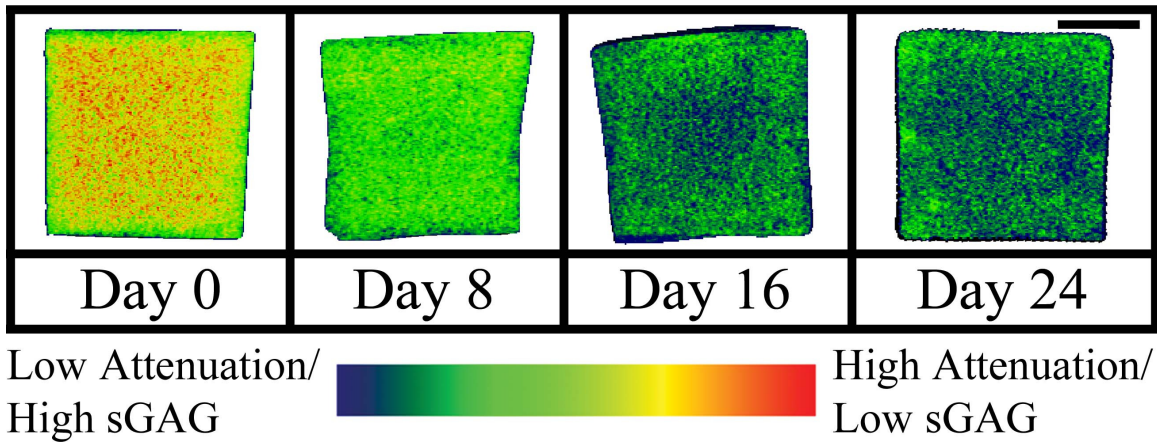 Day 0
Day 8
Day 16
Day 24
Low Attenuation/
High sGAG
High Attenuation/
Low sGAG